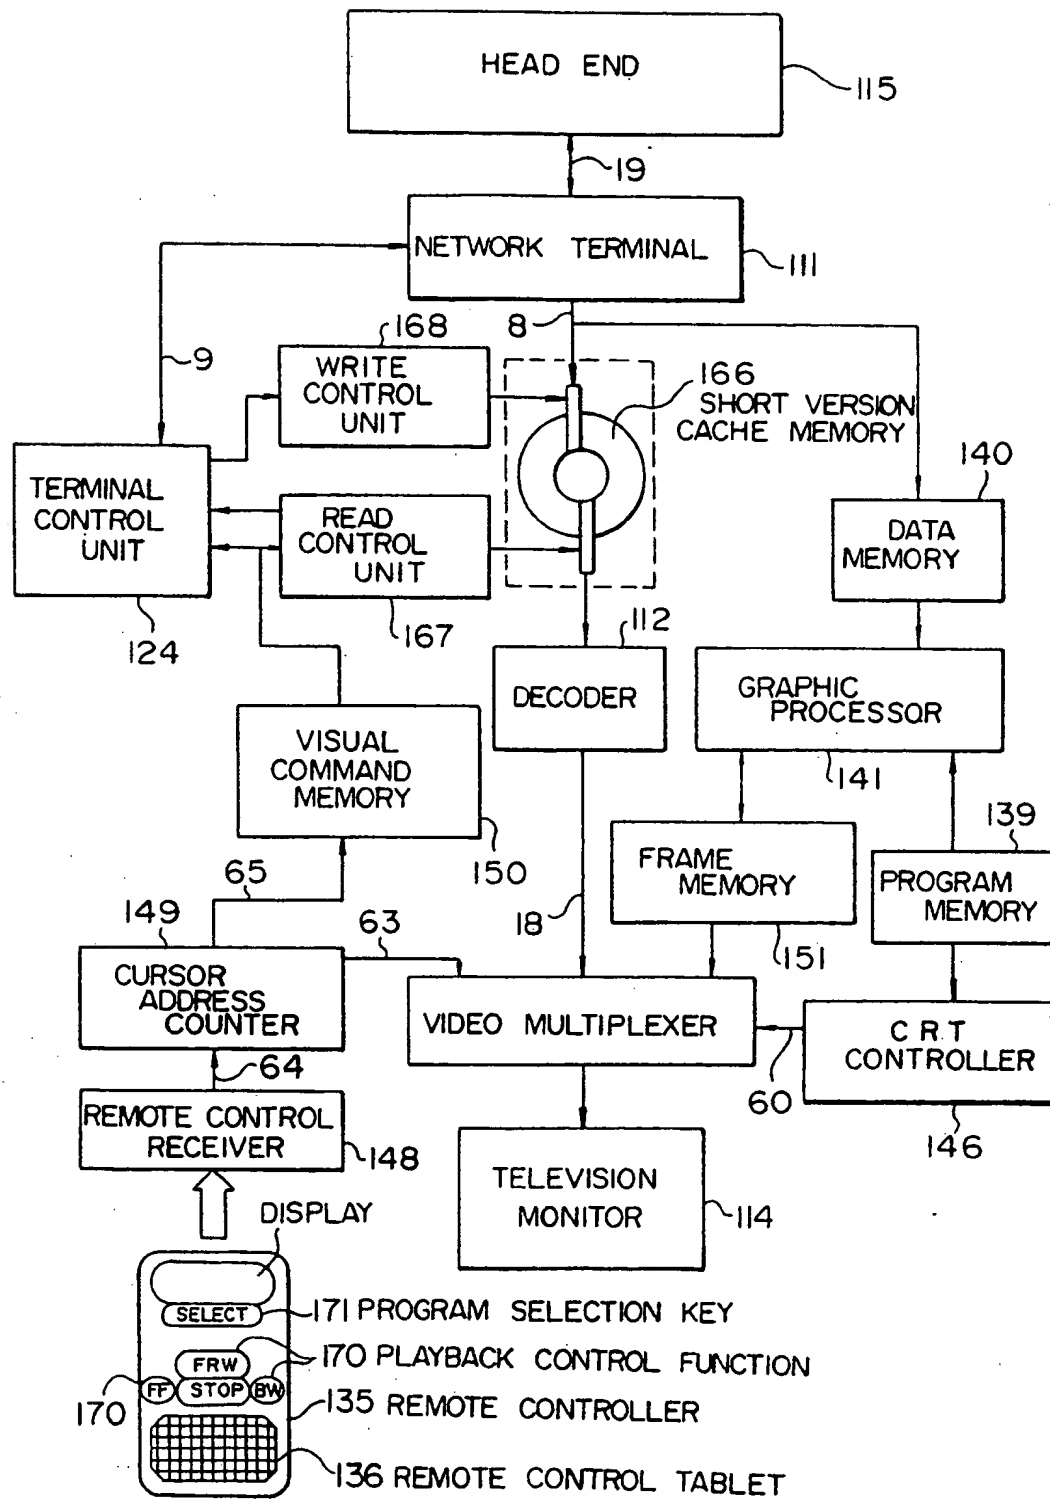 HEAD END
115
19
NETWORK TERMINAL
111
8
9
168
WRITE
CONTROL
UNIT
166
SHORT VERSION
CACHE MEMORY
140
TERMINAL
CONTROL
UNIT
READ
CONTROL
UNIT
DATA
MEMORY
124
167
112
DECODER
GRAPHIC
PROCESSOR
141
VISUAL
COMMAND
MEMORY
150
139
FRAME
MEMORY
PROGRAM
MEMORY
65
149
63
18
151
CURSOR
ADDRESS
COUNTER
VIDEO MULTIPLEXER
CRT
CONTROLLER
64
60
146
REMOTE CONTROL
RECEIVER
148
TELEVISION
MONITOR
114
DISPLAY
SELECT
171 PROGRAM SELECTION KEY
FRW
170 PLAYBACK CONTROL FUNCTION
FF
STOP
BW
170
135 REMOTE CONTROLLER
136 REMOTE CONTROL TABLET